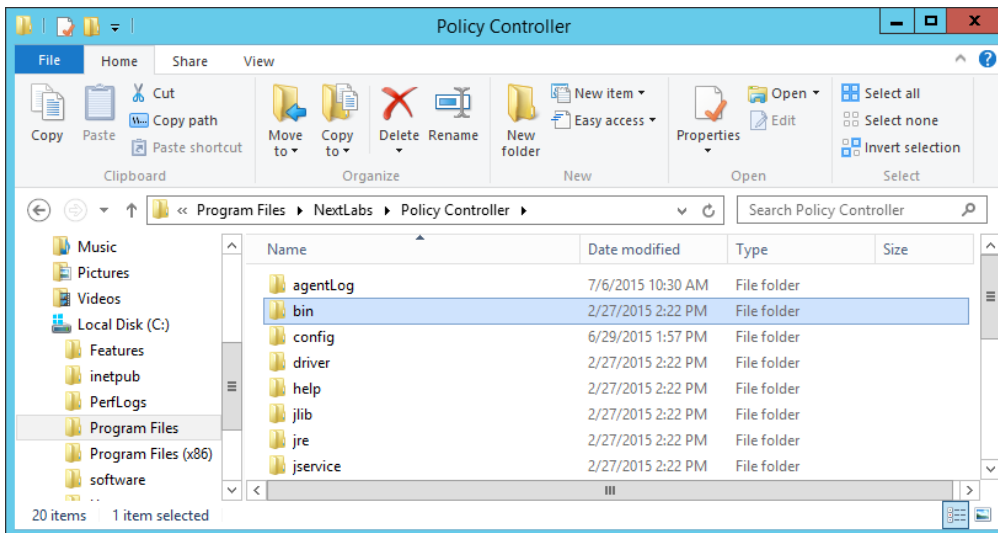 Policy Controller
File Home Share View
Copy
Paste
Cut
Copy path
Paste shortcut
Clipboard
Move to
Copy to
Delete
Rename
Organize
New folder
New item
Easy access
New
Properties
Open
Edit
Open
Select all
Select none
Invert selection
Select
« Program Files NextLabs Policy Controller
Search Policy Controller
Music
Pictures
Videos
Local Disk (C:)
Features
inetpub
PerfLogs
Program Files
Program Files (x86)
software
Name Date modified Type Size
agentLog 7/6/2015 10:30 AM File folder
bin 2/27/2015 2:22 PM File folder
config 6/29/2015 1:57 PM File folder
driver 2/27/2015 2:22 PM File folder
help 2/27/2015 2:22 PM File folder
jlib 2/27/2015 2:22 PM File folder
jre 2/27/2015 2:22 PM File folder
jservice 2/27/2015 2:22 PM File folder
20 items 1 item selected